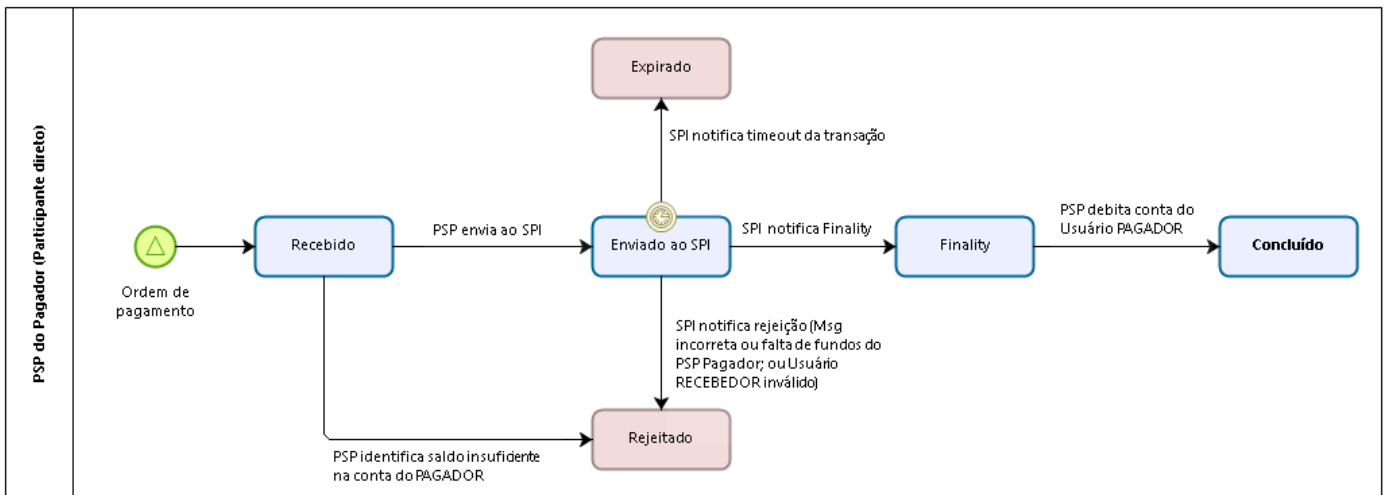 PSP do Pagador (Participante direto)
Expirado
SPI notifica timeout da transação
Ordem de
pagamento
Recebido
PSP envia ao SPI
Enviado ao SPI
SPI notifica Finality
Finality
PSP debita conta do
Usuário PAGADOR
Concluído
SPI notifica rejeição (Msg
incorreta ou falta de fundos do
PSP Pagador; ou Usuário
RECEBEDOR inválido)
Rejeitado
PSP identifica saldo insuficiente
na conta do PAGADOR